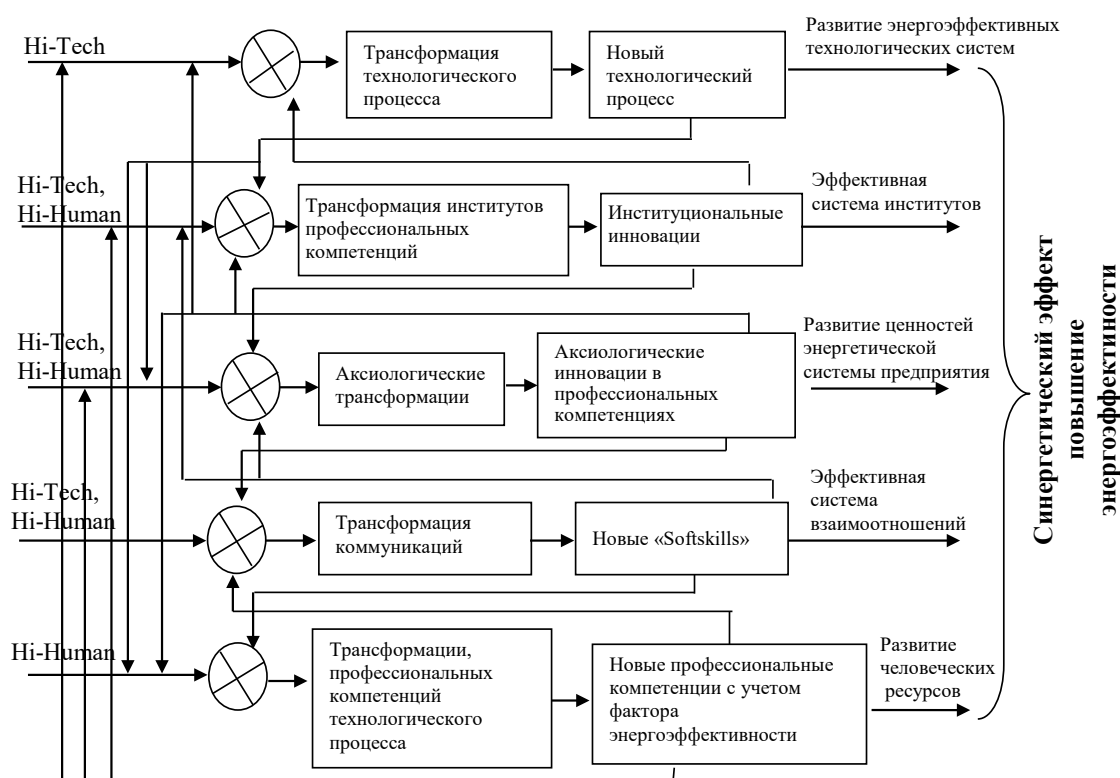 Hi-Tech
Трансформация
технологического
процесса
Новый
технологический
процесс
Развитие энергоэффективных
технологических систем
Hi-Tech,
Hi-Human
Трансформация институтов
профессиональных
компетенций
Институциональные
инновации
Эффективная
система институтов
Hi-Tech,
Hi-Human
Аксиологические
трансформации
Аксиологические
инновации в
профессиональных
компетенциях
Развитие ценностей
энергетической
системы предприятия
Hi-Tech,
Hi-Human
Трансформация
коммуникаций
Новые «Softskills»
Эффективная
система
взаимоотношений
Hi-Human
Трансформации,
профессиональных
компетенций
технологического
процесса
Новые профессиональные
компетенции с учетом
фактора
энергоэффективности
Развитие
человеческих
ресурсов
Синергетический эффект
повышение
энергоэффектиности